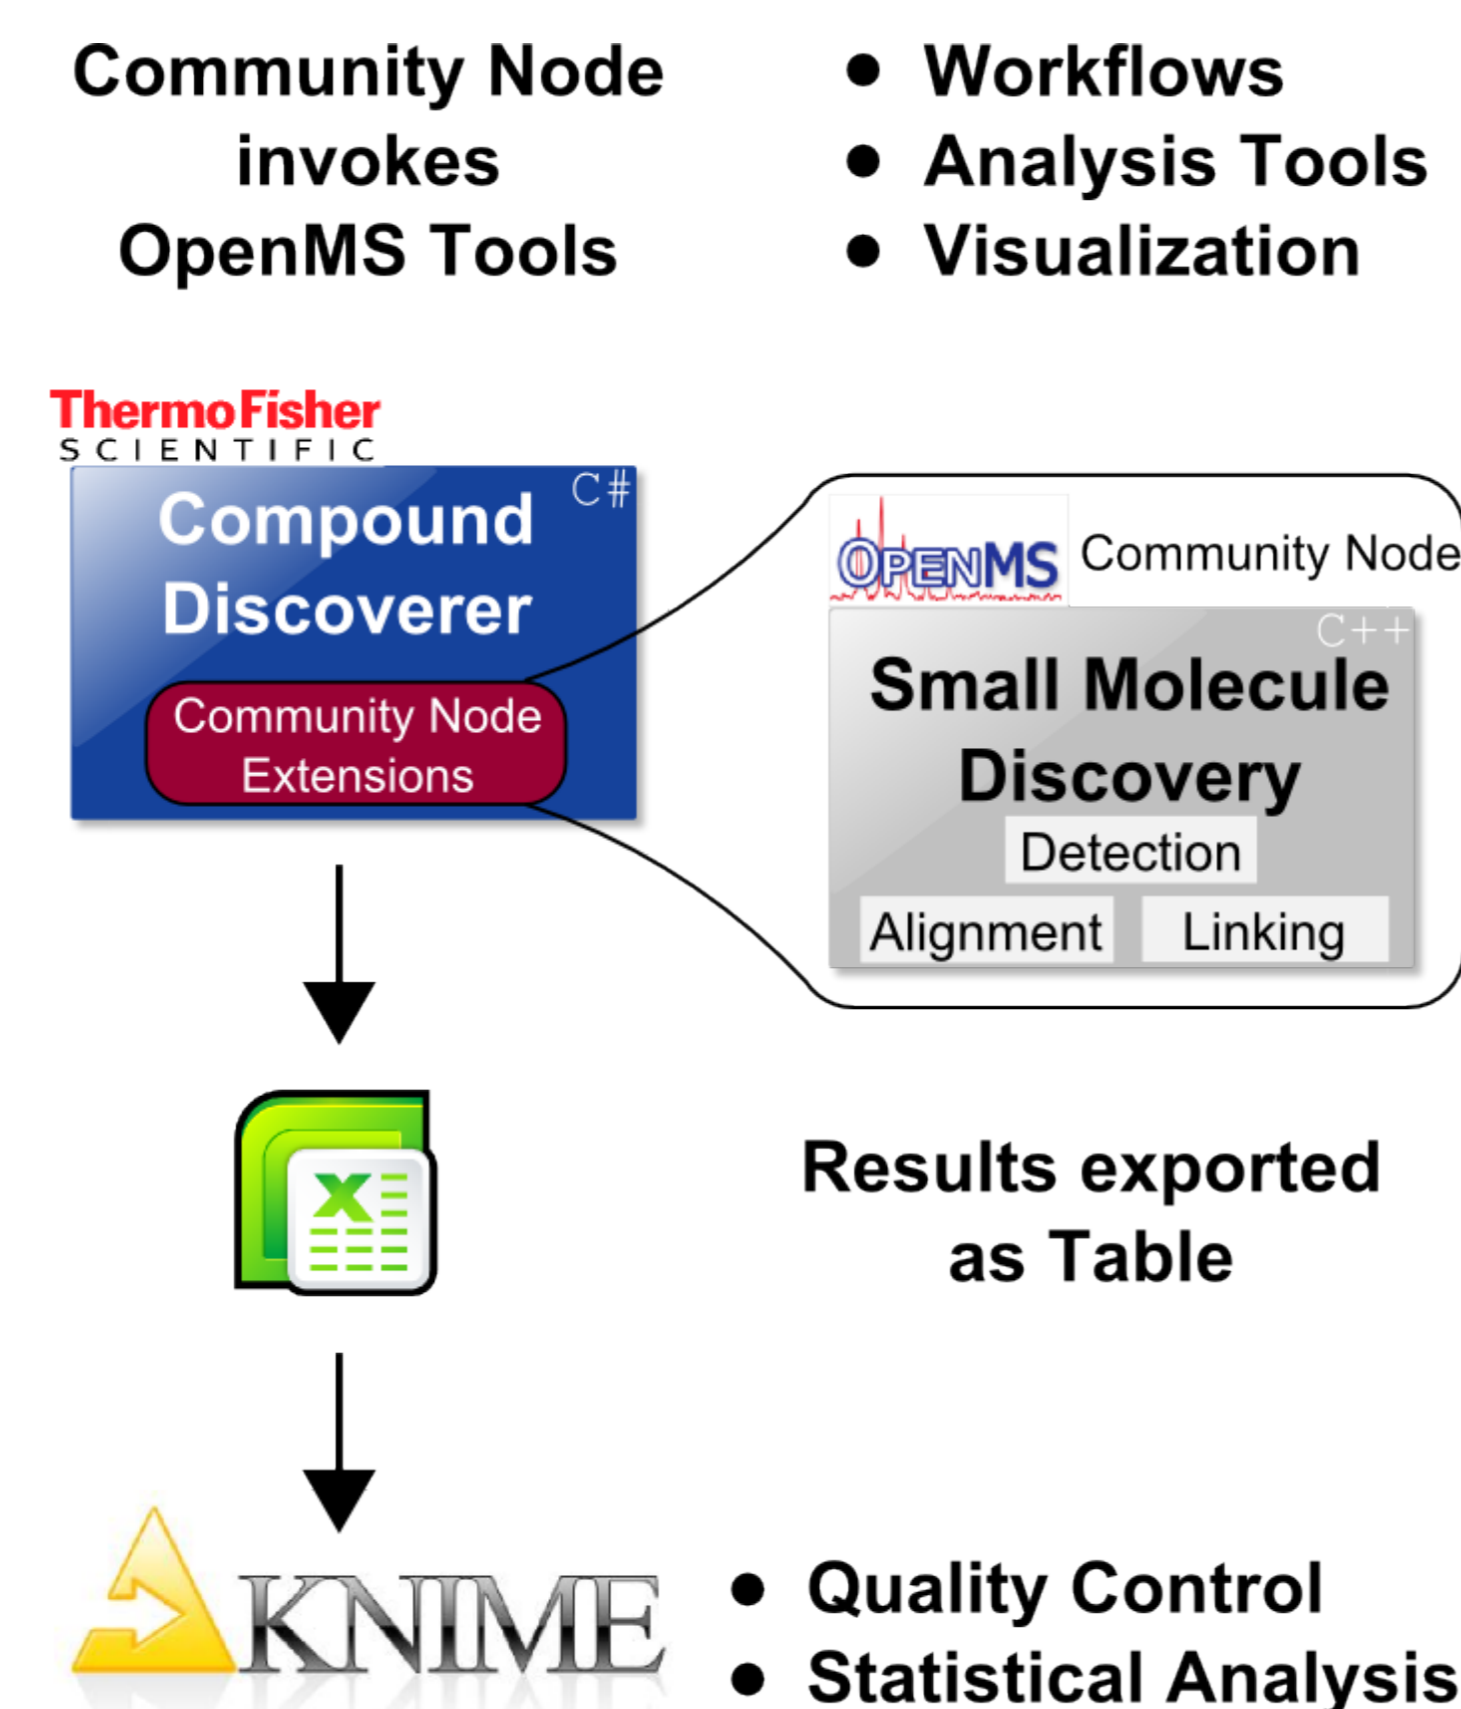 Community Node
invokes
OpenMS Tools
● Workflows
● Analysis Tools
● Visualization
ThermoFisher
SCIENTIFIC
C#
Compound
Discoverer
Community Node
Extensions
OPENMS Community Node
C++
Small Molecule
Discovery
Detection
Alignment Linking
X
Results exported
as Table
KNIME
● Quality Control
● Statistical Analysis